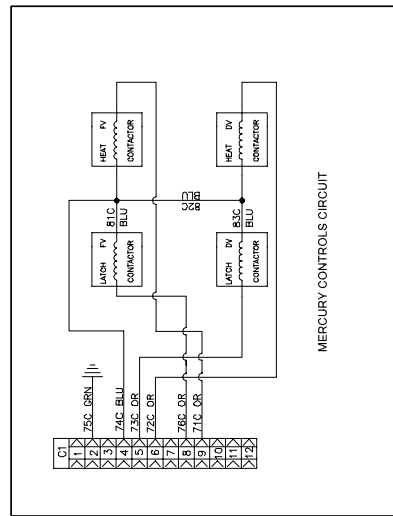 FV
HEAT
CONTACTOR
DV
HEAT
CONTACTOR
81C
BLU
82C
BLU
83C
BLU
FV
LATCH
CONTACTOR
DV
LATCH
CONTACTOR
MERCURY CONTROLS CIRCUIT
75C GRN
74C BLU
73C OR
72C OR
76C OR
71C OR
C1
1
2
3
4
5
6
7
8
9
10
11
12